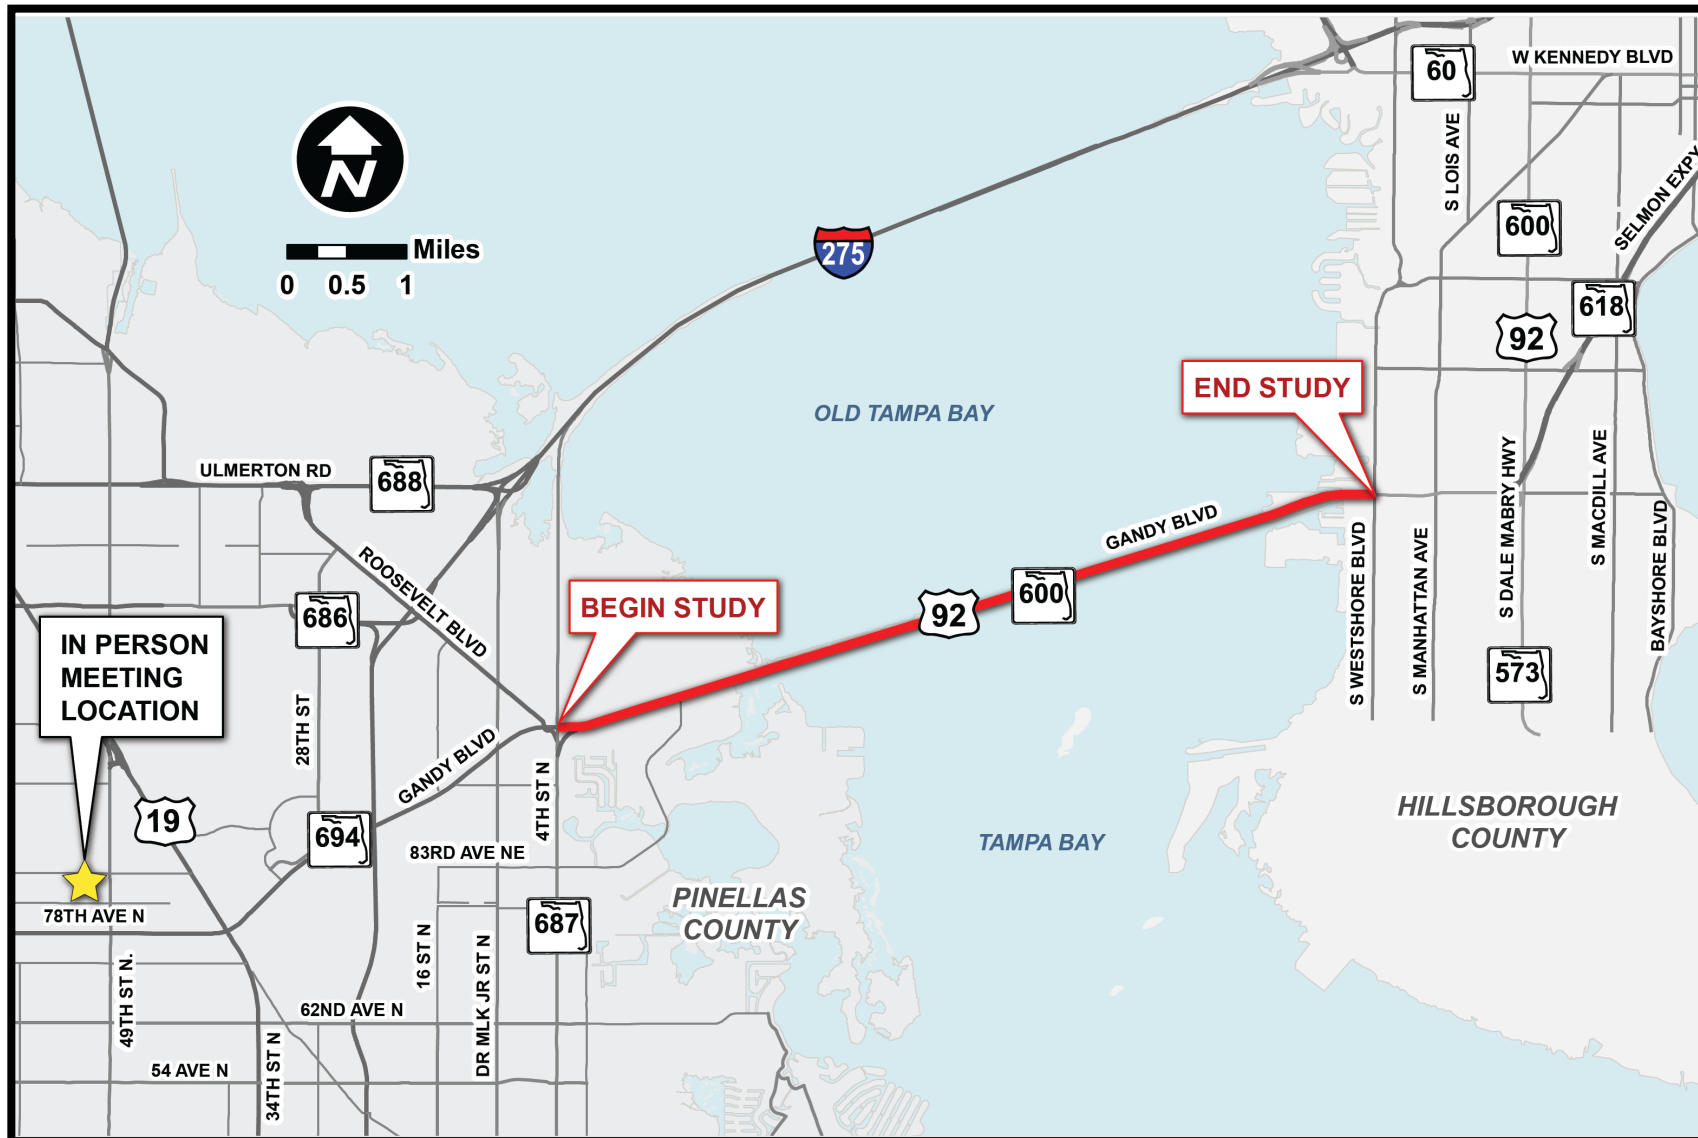 W KENNEDY BLVD
60
S LOIS AVE
SELMON EXPY
600
N
Miles
0 0.5 1
275
618
92
END STUDY
OLD TAMPA BAY
ULMERTON RD
688
S DALE MABRY HWY
S MACDILL AVE
GANDY BLVD
S WESTSHORE BLVD
S MANHATTAN AVE
BAYSHORE BLVD
ROOSEVELT BLVD
BEGIN STUDY
92
600
686
IN PERSON
MEETING
LOCATION
573
28TH ST
GANDY BLVD
4TH ST N
19
694
83RD AVE NE
HILLSBOROUGH
COUNTY
TAMPA BAY
PINELLAS
COUNTY
78TH AVE N
687
16 ST N
DR MLK JR ST N
49TH ST N.
62ND AVE N
54 AVE N
34TH ST N